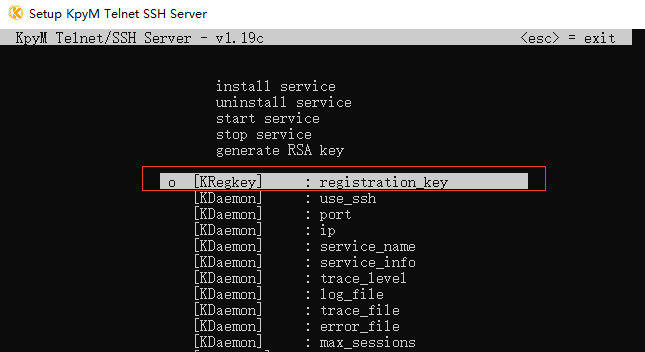 Setup KpyM Telnet SSH Server
KpyM Telnet/SSH Server - v1.19c <esc> = exit
install service
uninstall service
start service
stop service
generate RSA key
o [KRegkey] : registration_key
[KDaemon] : use_ssh
[KDaemon] : port
[KDaemon] : ip
[KDaemon] : service_name
[KDaemon] : service_info
[KDaemon] : trace_level
[KDaemon] : log_file
[KDaemon] : trace_file
[KDaemon] : error_file
[KDaemon] : max_sessions